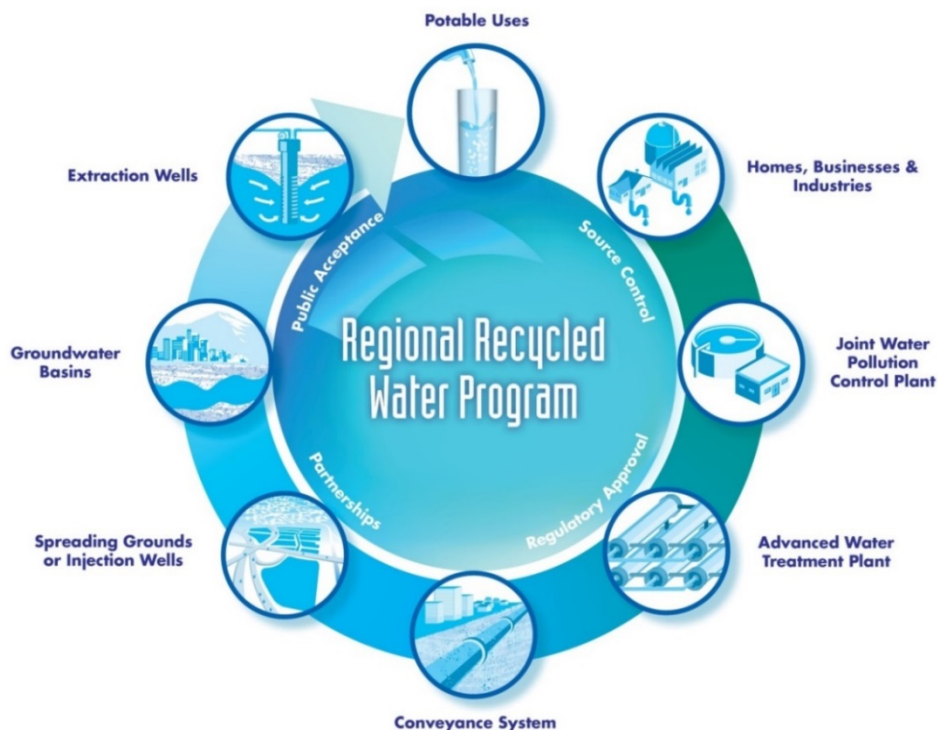 Potable Uses
Homes, Businesses &
Industries
Joint Water
Pollution
Control Plant
Advanced Water
Treatment Plant
Conveyance System
Spreading Grounds
or Injection Wells
Groundwater
Basins
Extraction Wells
Public Acceptance
Source Control
Regulatory Approval
Partnerships
Regional Recycled
Water Program